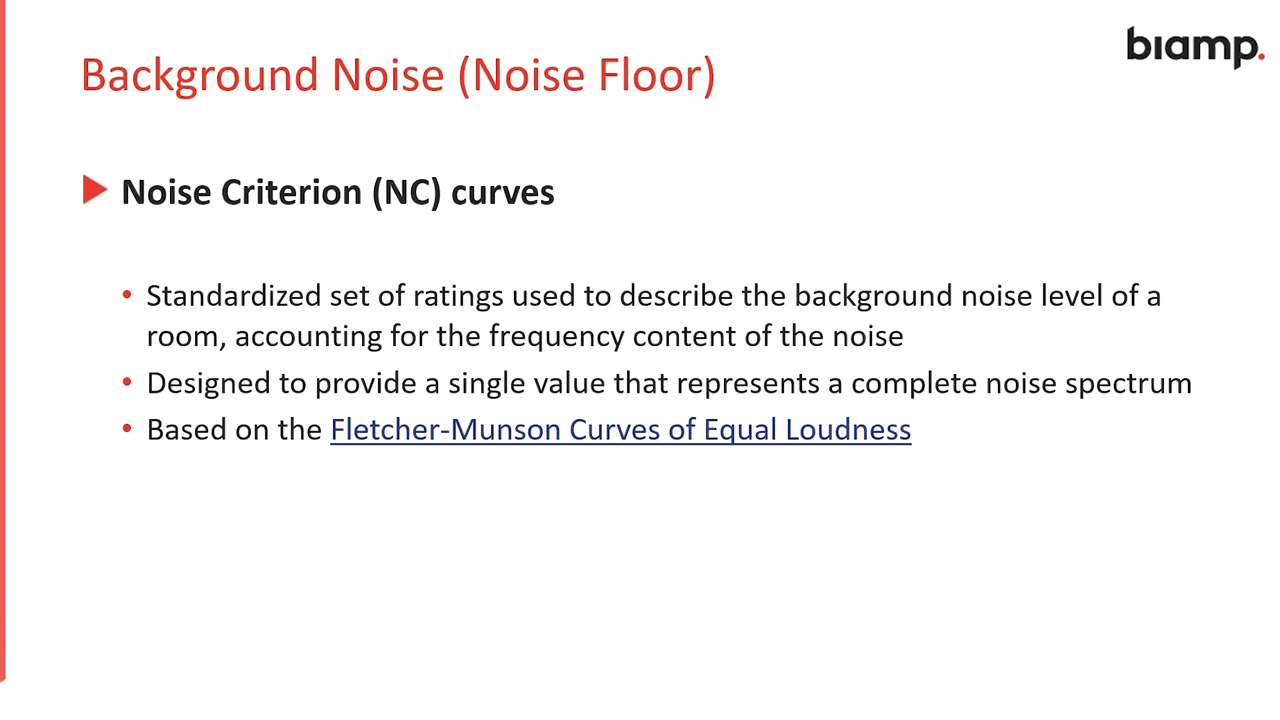 biamp.
Background Noise (Noise Floor)
Noise Criterion (NC) curves
• Standardized set of ratings used to describe the background noise level of a
room, accounting for the frequency content of the noise
• Designed to provide a single value that represents a complete noise spectrum
• Based on the Fletcher-Munson Curves of Equal Loudness